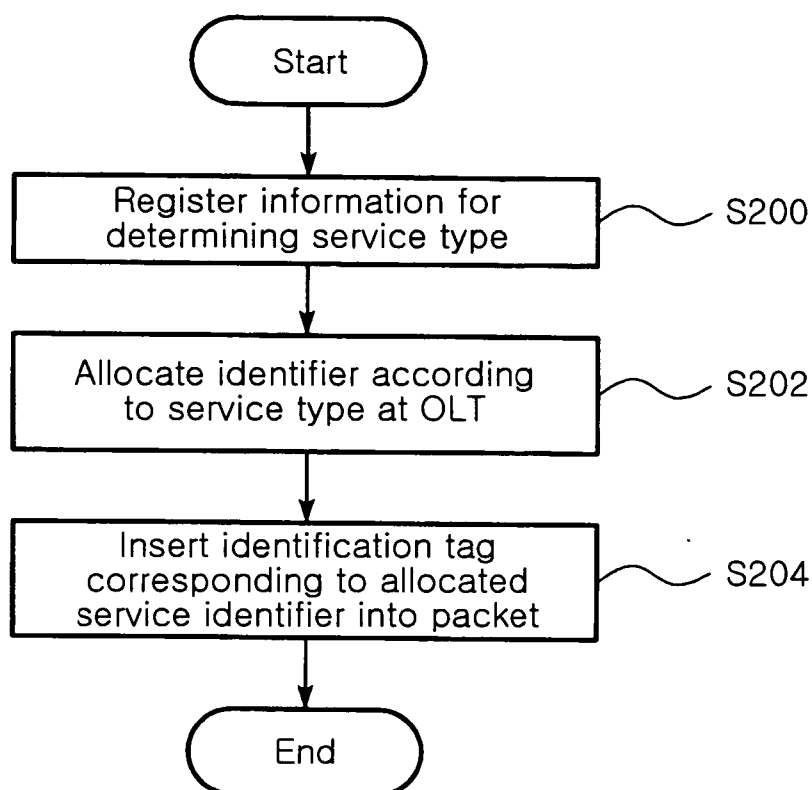 Start
Register information for
determining service type
S200
Allocate identifier according
to service type at OLT
S202
Insert identification tag
corresponding to allocated
service identifier into packet
S204
End